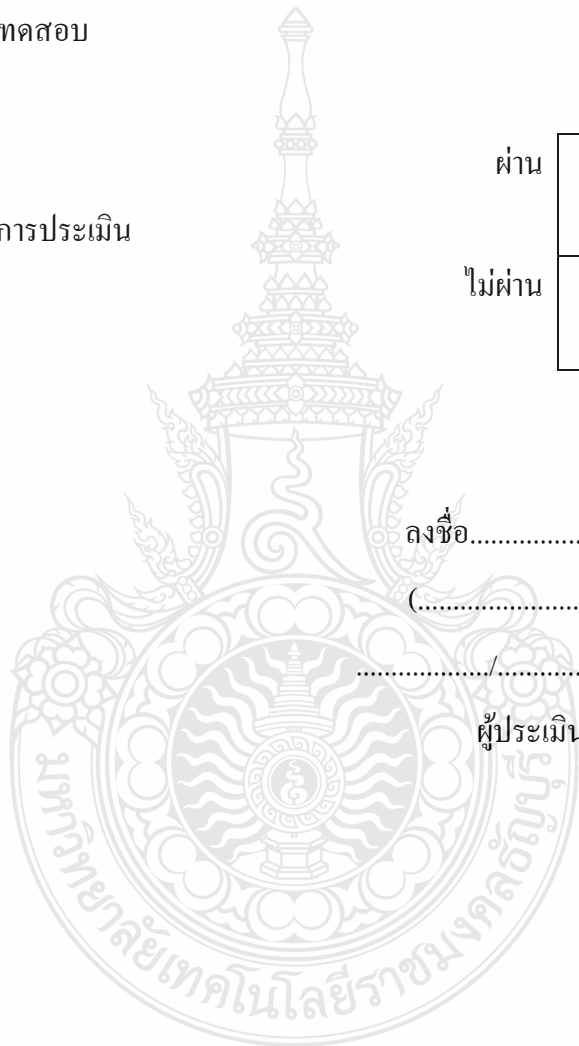 ทดสอบ
ผ่าน
การประเมิน
ไม่ผ่าน
ลงชื่อ................
(.......................
.................../............
ผู้ประเมิน
มหาวิทยาลัยเทคโนโลยีราชมงคลธัญบุรี